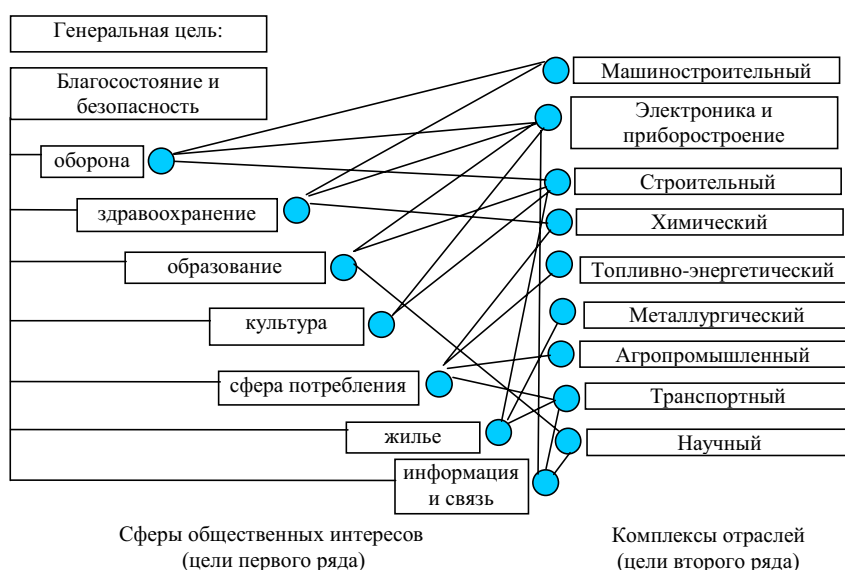 Генеральная цель:
Благосостояние и
безопасность
оборона
здравоохранение
образование
культура
сфера потребления
жилье
информация
и связь
Машиностроительный
Электроника и
приборостроение
Строительный
Химический
Топливно-энергетический
Металлургический
Агропромышленный
Транспортный
Научный
Сферы общественных интересов
(цели первого ряда)
Комплексы отраслей
(цели второго ряда)